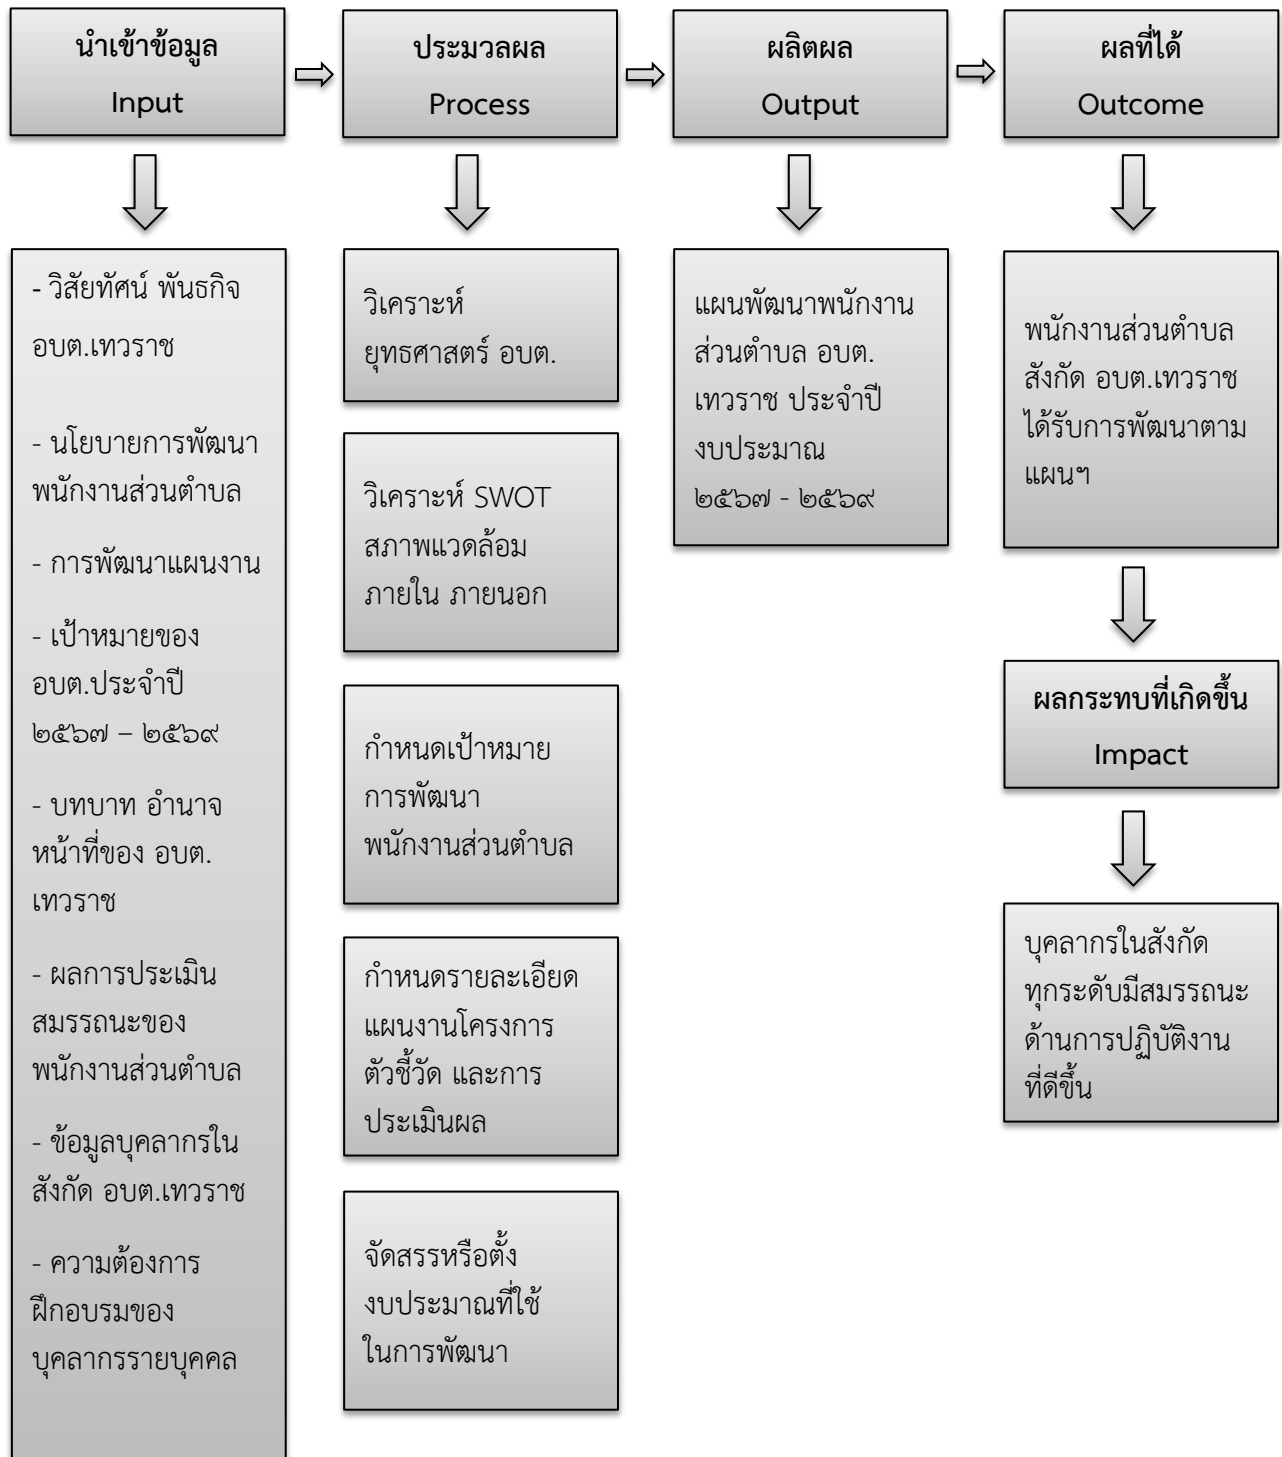 นำเข้าข้อมูล
Input
ประมวลผล
Process
ผลิตผล
Output
ผลที่ได้
Outcome
- วิสัยทัศน์ พันธกิจ
อบต.เทวราช
- นโยบายการพัฒนา
พนักงานส่วนตำบล
- การพัฒนาแผนงาน
- เป้าหมายของ
อบต.ประจำปี
๒๕๖๗ – ๒๕๖๙
- บทบาท อำนาจ
หน้าที่ของ อบต.
เทวราช
- ผลการประเมิน
สมรรถนะของ
พนักงานส่วนตำบล
- ข้อมูลบุคลากรใน
สังกัด อบต.เทวราช
- ความต้องการ
ฝึกอบรมของ
บุคลากรรายบุคคล
วิเคราะห์
ยุทธศาสตร์ อบต.
วิเคราะห์ SWOT
สภาพแวดล้อม
ภายใน ภายนอก
กำหนดเป้าหมาย
การพัฒนา
พนักงานส่วนตำบล
กำหนดรายละเอียด
แผนงานโครงการ
ตัวชี้วัด และการ
ประเมินผล
จัดสรรหรือตั้ง
งบประมาณที่ใช้
ในการพัฒนา
แผนพัฒนาพนักงาน
ส่วนตำบล อบต.
เทวราช ประจำปี
งบประมาณ
๒๕๖๗ - ๒๕๖๙
พนักงานส่วนตำบล
สังกัด อบต.เทวราช
ได้รับการพัฒนาตาม
แผนฯ
ผลกระทบที่เกิดขึ้น
Impact
บุคลากรในสังกัด
ทุกระดับมีสมรรถนะ
ด้านการปฏิบัติงาน
ที่ดีขึ้น